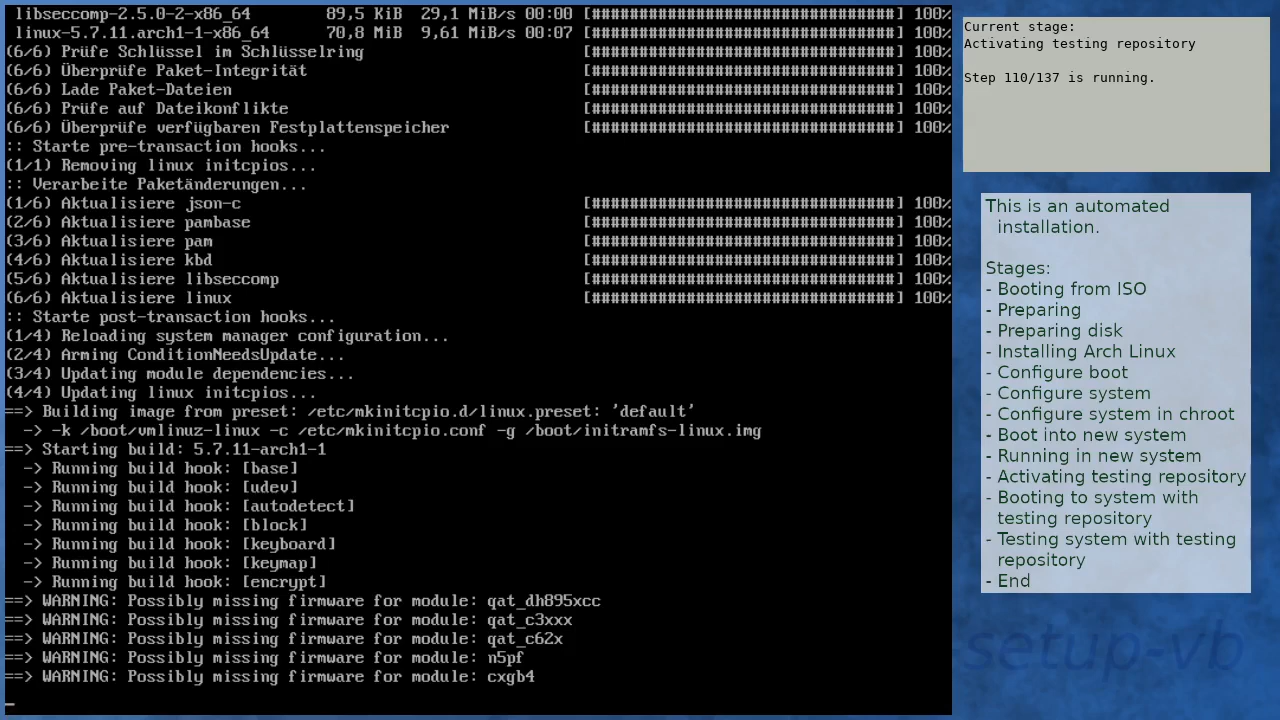 libseccomp-2.5.0-2-x86_64 89,5 KiB 29,1 MiB/s 00:00 [################################] 100%
linux-5.7.11.arch1-1-x86_64 70,8 MiB 9,61 MiB/s 00:07 [################################] 100%
(6/6) Prüfe Schlüssel im Schlüsselring [################################] 100%
(6/6) Überprüfe Paket-Integrität [################################] 100%
(6/6) Lade Paket-Dateien [################################] 100%
(6/6) Prüfe auf Dateikonflikte [################################] 100%
(6/6) Überprüfe verfügbaren Festplattenspeicher [################################] 100%
:: Starte pre-transaction hooks...
(1/1) Removing linux initcpios...
:: Verarbeite Paketänderungen...
(1/6) Aktualisiere json-c [################################] 100%
(2/6) Aktualisiere pambase [################################] 100%
(3/6) Aktualisiere pam [################################] 100%
(4/6) Aktualisiere kbd [################################] 100%
(5/6) Aktualisiere libseccomp [################################] 100%
(6/6) Aktualisiere linux [################################] 100%
:: Starte post-transaction hooks...
(1/4) Reloading system manager configuration...
(2/4) Arming ConditionNeedsUpdate...
(3/4) Updating module dependencies...
(4/4) Updating linux initcpios...
==> Building image from preset: /etc/mkinitcpio.d/linux.preset: 'default'
-> -k /boot/vmlinuz-linux -c /etc/mkinitcpio.conf -g /boot/initramfs-linux.img
==> Starting build: 5.7.11-arch1-1
-> Running build hook: [base]
-> Running build hook: [udev]
-> Running build hook: [autodetect]
-> Running build hook: [block]
-> Running build hook: [keyboard]
-> Running build hook: [keymap]
-> Running build hook: [encrypt]
==> WARNING: Possibly missing firmware for module: qat_dh895xcc
==> WARNING: Possibly missing firmware for module: qat_c3xxx
==> WARNING: Possibly missing firmware for module: qat_c62x
==> WARNING: Possibly missing firmware for module: n5pf
==> WARNING: Possibly missing firmware for module: cxgb4
_
Current stage:
Activating testing repository
Step 110/137 is running.
This is an automated
installation.
Stages:
- Booting from ISO
- Preparing
- Preparing disk
- Installing Arch Linux
- Configure boot
- Configure system
- Configure system in chroot
- Boot into new system
- Running in new system
- Activating testing repository
- Booting to system with
testing repository
- Testing system with testing
repository
- End
setup-vb